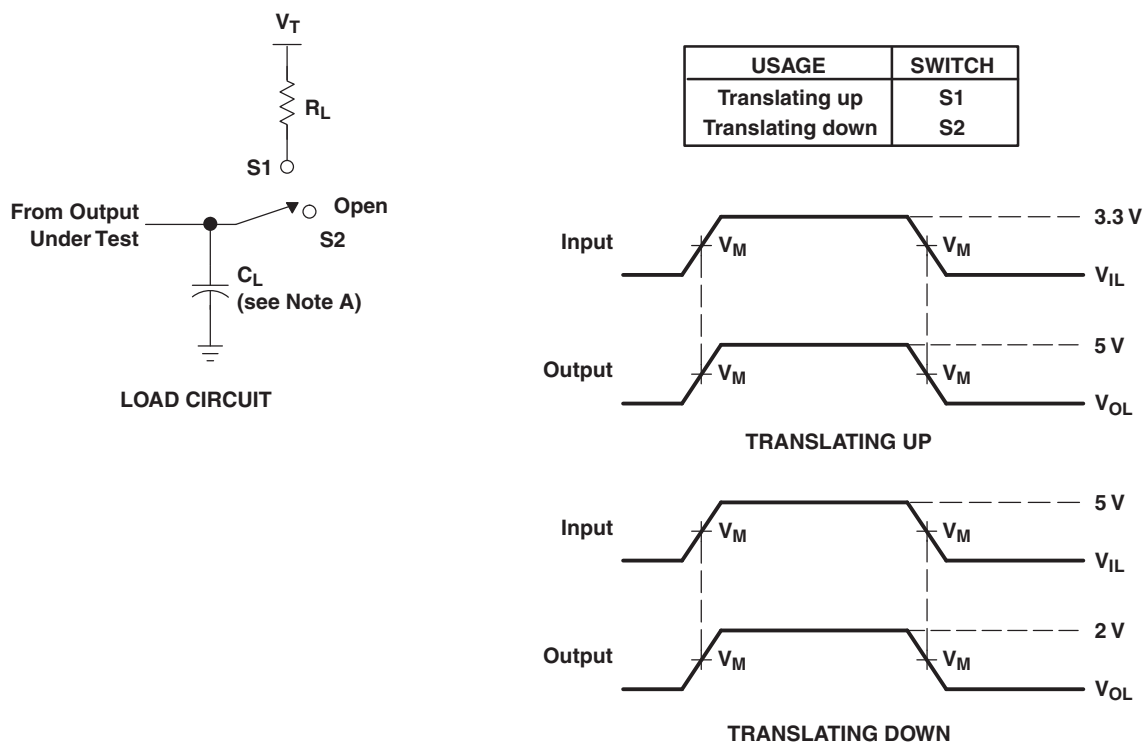 V_T
R_L
S1
Open
S2
From Output
Under Test
C_L
(see Note A)
LOAD CIRCUIT
USAGE SWITCH
Translating up S1
Translating down S2
3.3 V
Input V_M V_M
V_IL
5 V
Output V_M V_M
V_OL
TRANSLATING UP
5 V
Input V_M V_M
V_IL
2 V
Output V_M V_M
V_OL
TRANSLATING DOWN